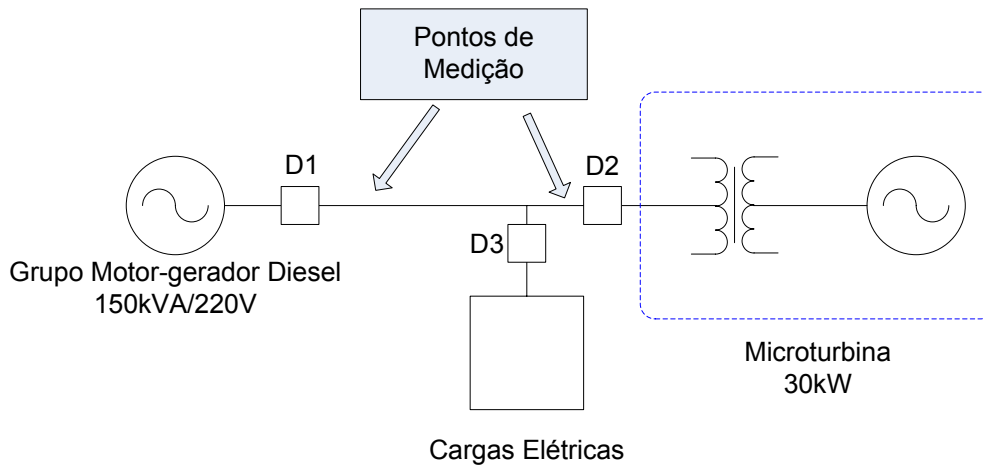 Pontos de
Medição
D1
D2
D3
Grupo Motor-gerador Diesel
150kVA/220V
Microturbina
30kW
Cargas Elétricas